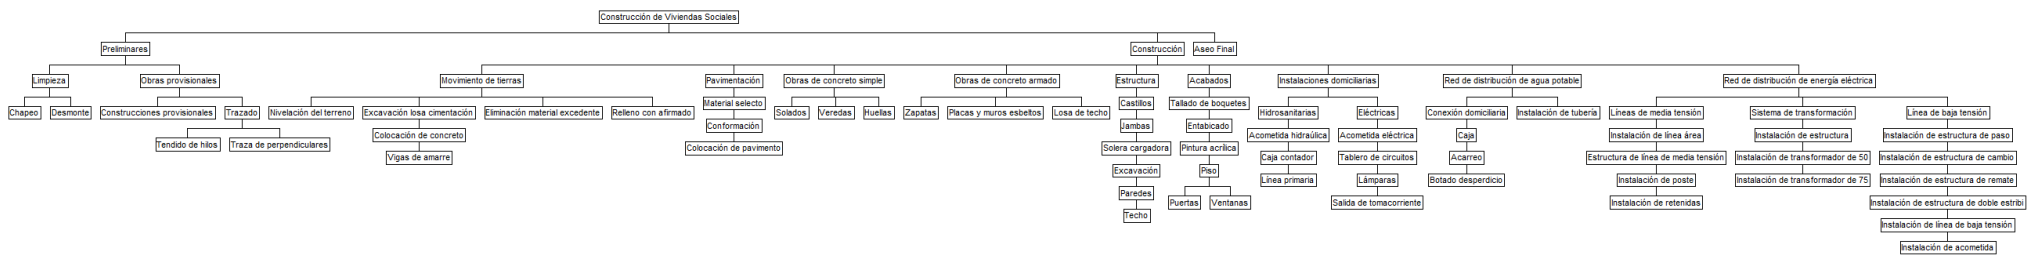 Construcción de Viviendas Sociales
Preliminares
Construcción
Aseo Final
Limpieza
Obras provisionales
Movimiento de tierras
Pavimentación
Obras de concreto simple
Obras de concreto armado
Estructura
Acabados
Instalaciones domiciliarias
Red de distribución de agua potable
Red de distribución de energía eléctrica
Chapeo
Desmonte
Construcciones provisionales
Trazado
Nivelación del terreno
Excavación losa cimentación
Eliminación material excedente
Relleno con afirmado
Material selecto
Solados
Veredas
Huellas
Zapatas
Placas y muros esbeltos
Losa de techo
Castillos
Tallado de boquetes
Hidrosanitarias
Eléctricas
Conexión domiciliaria
Instalación de tubería
Líneas de media tensión
Sistema de transformación
Línea de baja tensión
Tendido de hilos
Traza de perpendiculares
Colocación de concreto
Vigas de amarre
Conformación
Colocación de pavimento
Jambas
Solera cargadora
Excavación
Paredes
Techo
Entabicado
Pintura acrílica
Piso
Puertas
Ventanas
Acometida hidraúlica
Caja contador
Línea primaria
Acometida eléctrica
Tablero de circuitos
Lámparas
Salida de tomacorriente
Caja
Acarreo
Botado desperdicio
Instalación de línea área
Estructura de línea de media tensión
Instalación de poste
Instalación de retenidas
Instalación de estructura
Instalación de transformador de 50
Instalación de transformador de 75
Instalación de estructura de paso
Instalación de estructura de cambio
Instalación de estructura de remate
Instalación de estructura de doble estribi
Instalación de línea de baja tensión
Instalación de acometida